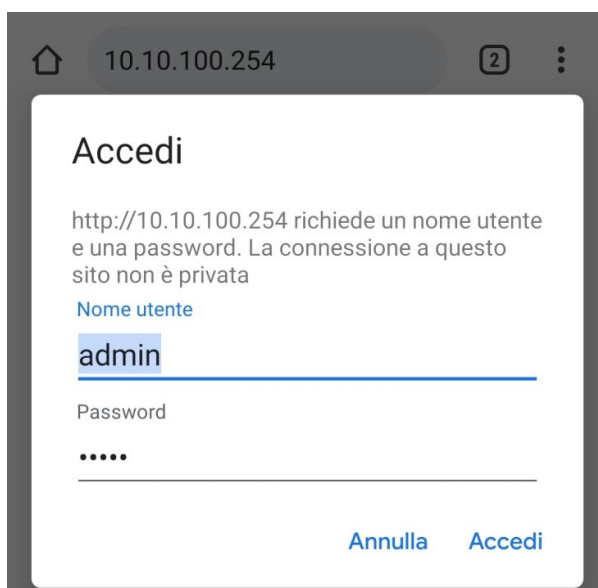 10.10.100.254
2
Accedi
http://10.10.100.254 richiede un nome utente
e una password. La connessione a questo
sito non è privata
Nome utente
admin
Password
•••••
Annulla Accedi